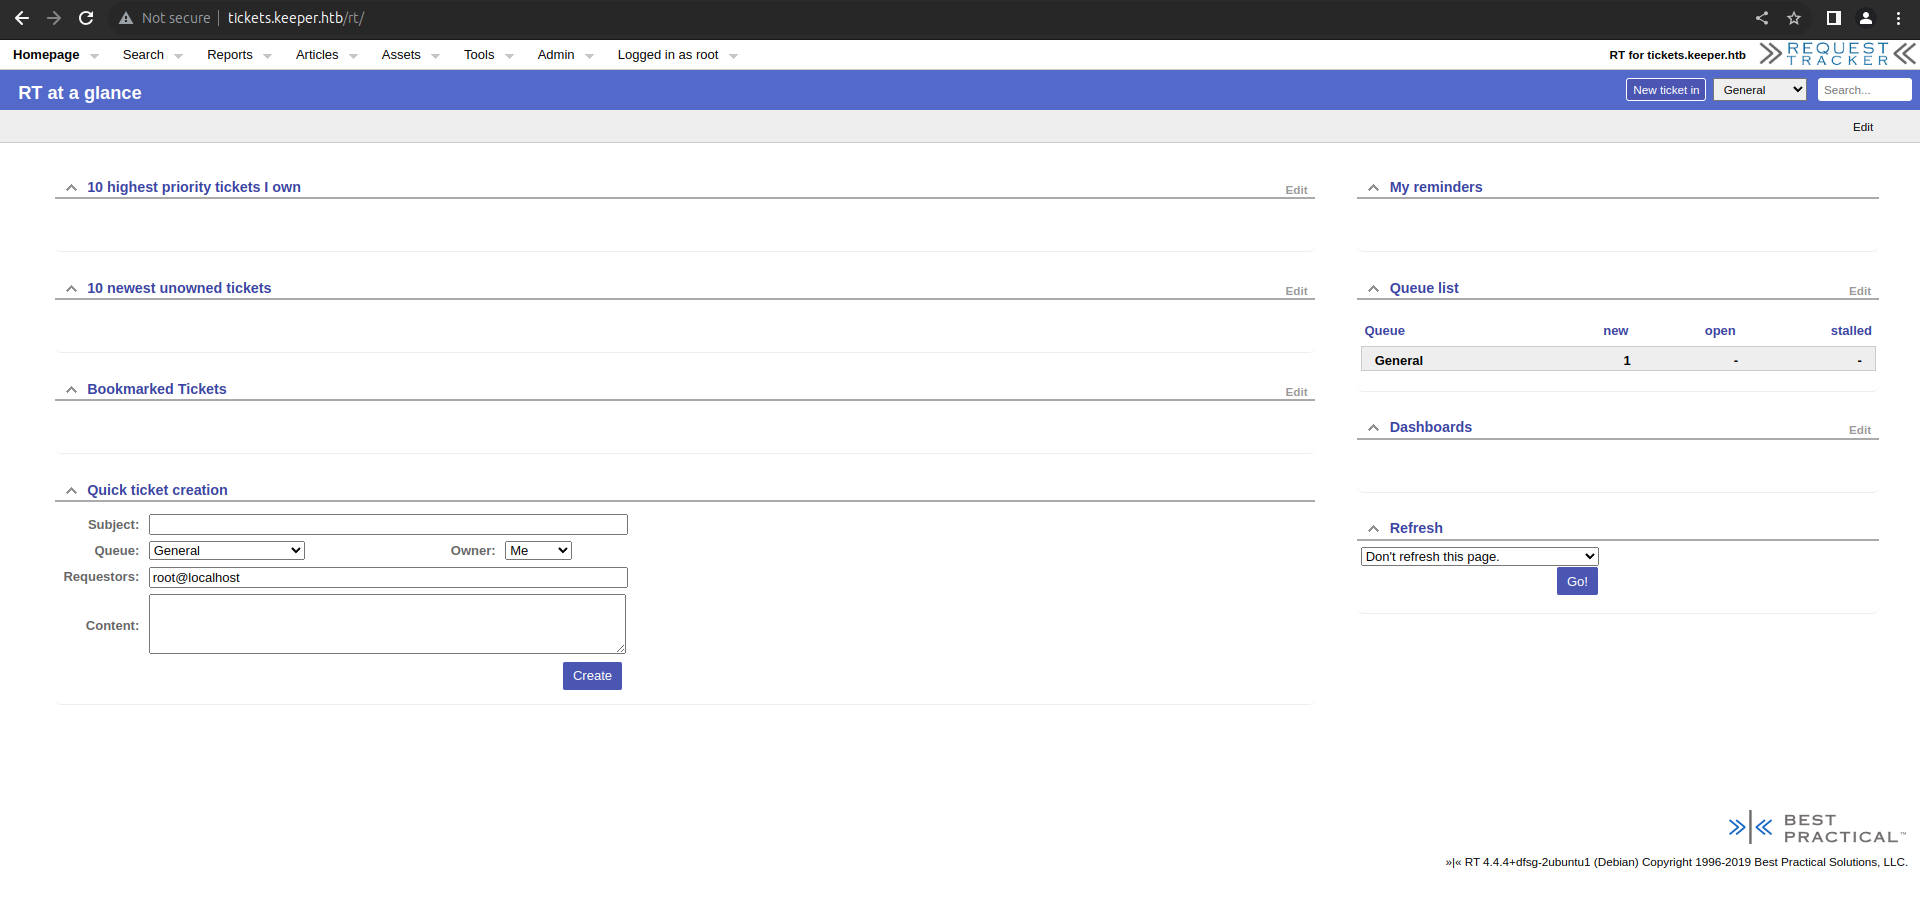 Not secure tickets.keeper.htb/rt/
Homepage Search Reports Articles Assets Tools Admin Logged in as root RT for tickets.keeper.htb REQUEST TRACKER
RT at a glance New ticket in General Search...
Edit
10 highest priority tickets I own Edit
My reminders
10 newest unowned tickets Edit
Queue list Edit
Queue new open stalled
General 1 - -
Bookmarked Tickets Edit
Dashboards Edit
Quick ticket creation
Subject:
Queue: General Owner: Me
Requestors: root@localhost
Content:
Create
Refresh
Don't refresh this page.
Go!
BEST
PRACTICAL™
»|« RT 4.4.4+dfsg-2ubuntu1 (Debian) Copyright 1996-2019 Best Practical Solutions, LLC.